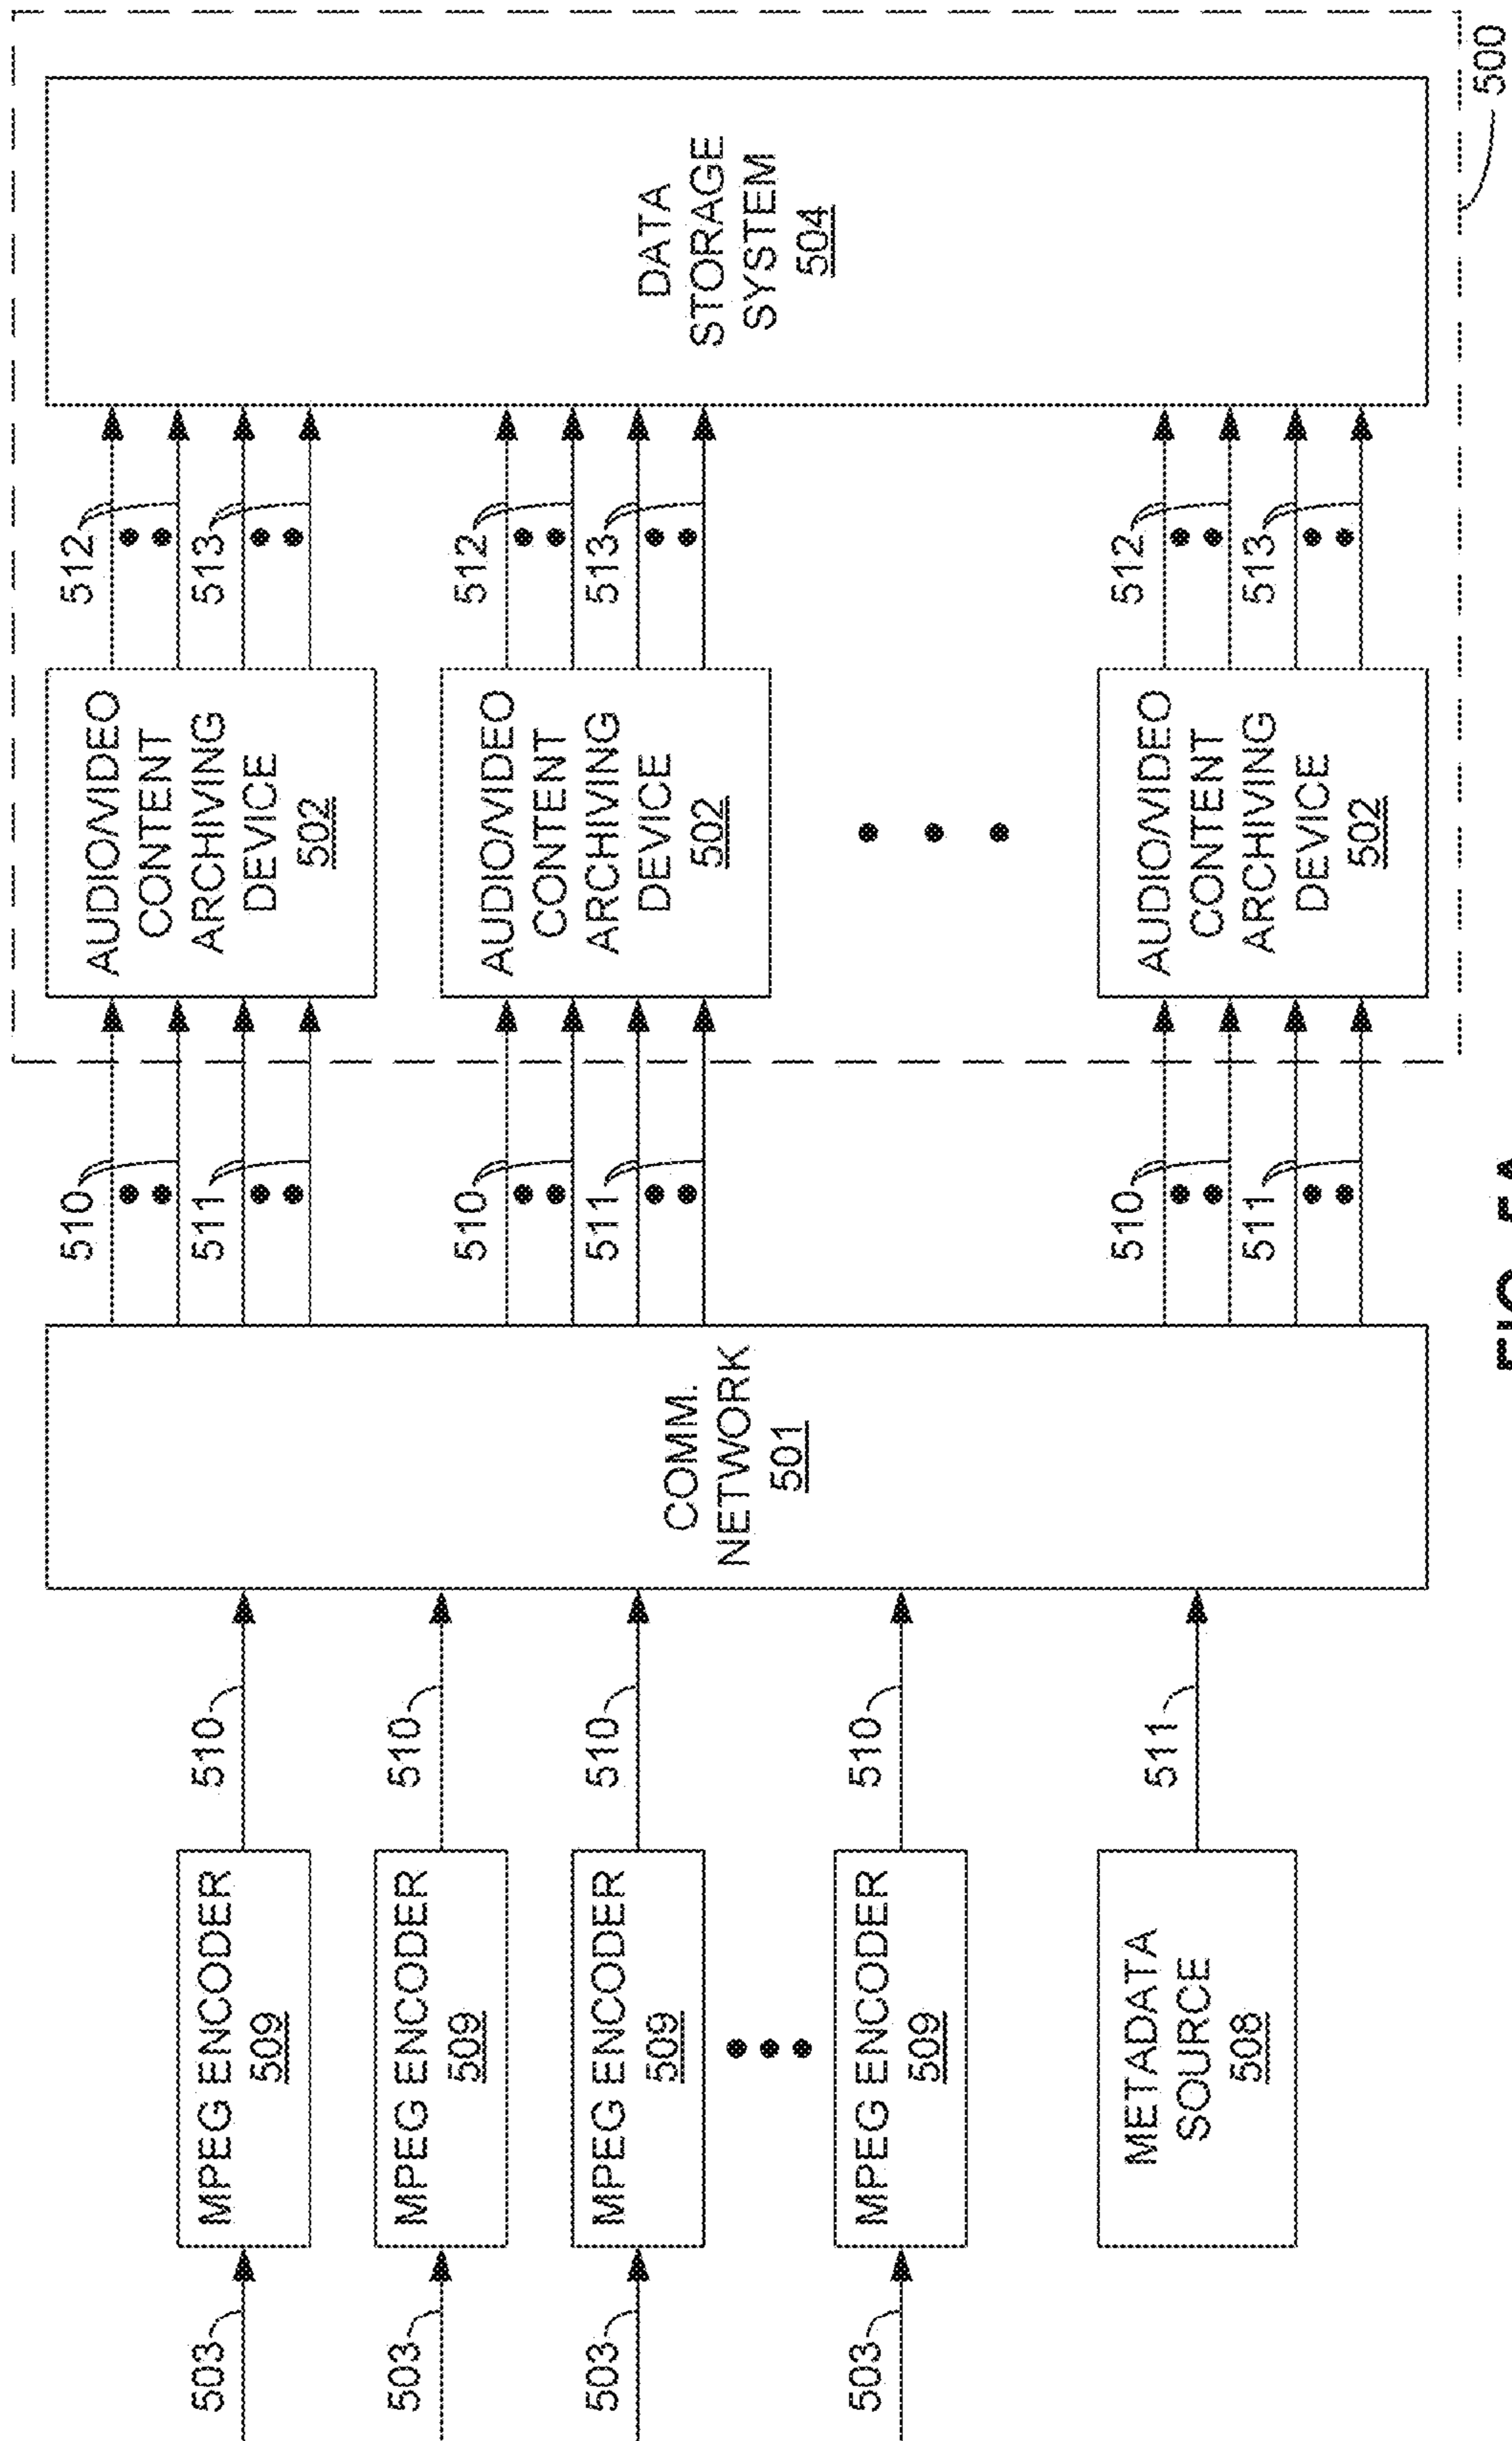 503
503
503
503
MPEG ENCODER
509
MPEG ENCODER
509
MPEG ENCODER
509
MPEG ENCODER
509
METADATA
SOURCE
508
510
510
510
510
511
COMM.
NETWORK
501
510
511
510
511
510
511
AUDIO/VIDEO
CONTENT
ARCHIVING
DEVICE
502
AUDIO/VIDEO
CONTENT
ARCHIVING
DEVICE
502
AUDIO/VIDEO
CONTENT
ARCHIVING
DEVICE
502
512
513
512
513
512
513
DATA
STORAGE
SYSTEM
504
500